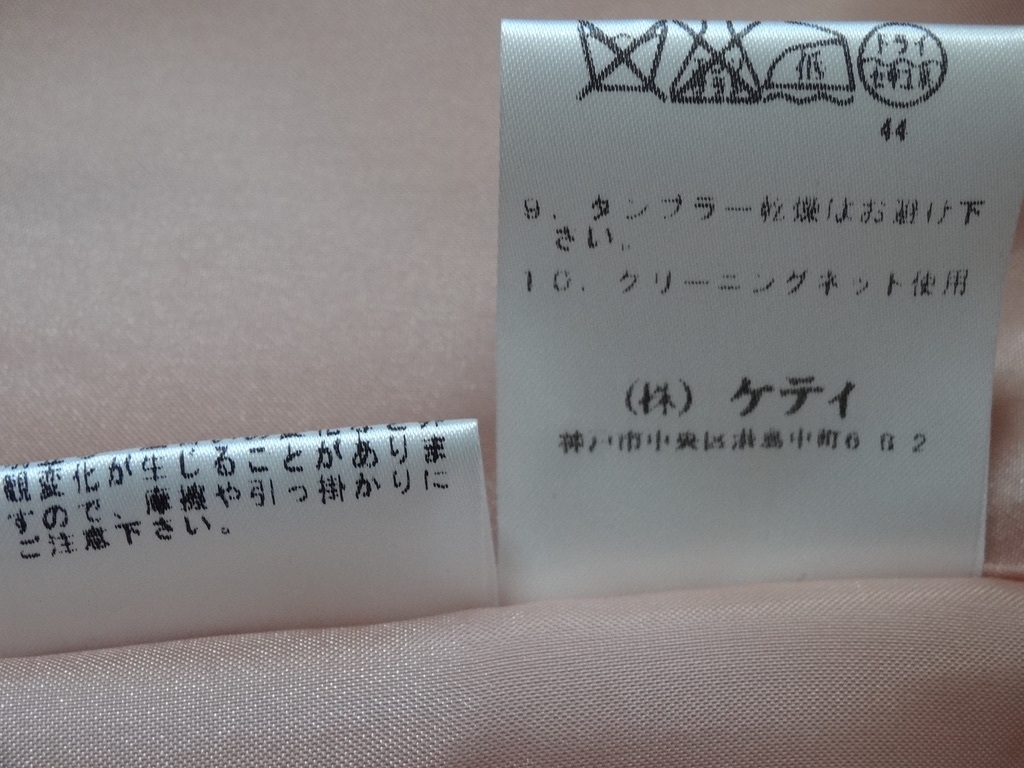 ドライ
セキユ系
44
9．タンブラー乾燥はお避け下
さい。
10．クリーニングネット使用
（株）ケティ
神戸市中央区港島中町6 6 2
観変化が生じることがありま
すので、摩擦や引っ掛かりに
ご注意下さい。